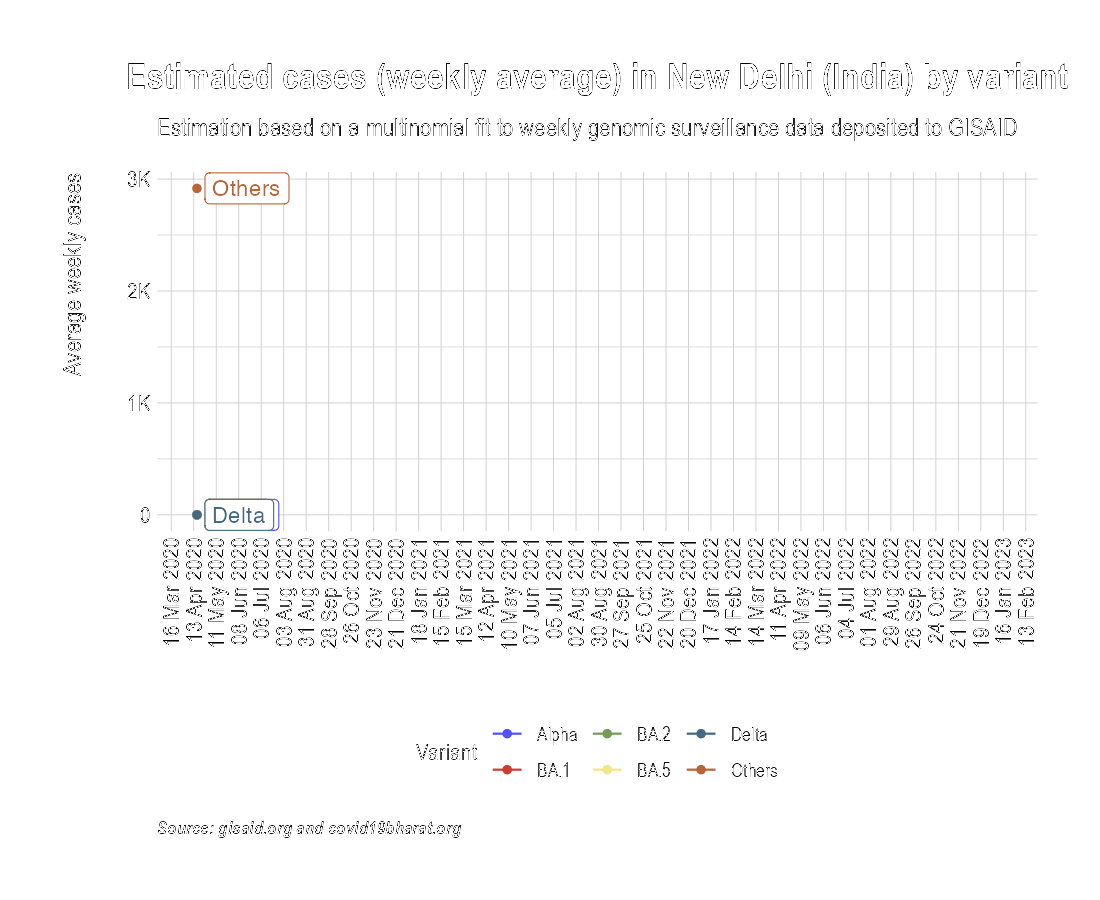 Estimated cases (weekly average) in New Delhi (India) by variant
Estimation based on a multinomial fit to weekly genomic surveillance data deposited to GISAID
Average weekly cases
3K
Others
2K
1K
0
Delta
16 Mar 2020
13 Apr 2020
11 May 2020
08 Jun 2020
06 Jul 2020
03 Aug 2020
31 Aug 2020
28 Sep 2020
26 Oct 2020
23 Nov 2020
21 Dec 2020
18 Jan 2021
15 Feb 2021
15 Mar 2021
12 Apr 2021
10 May 2021
07 Jun 2021
05 Jul 2021
02 Aug 2021
30 Aug 2021
27 Sep 2021
25 Oct 2021
22 Nov 2021
20 Dec 2021
17 Jan 2022
14 Feb 2022
14 Mar 2022
11 Apr 2022
09 May 2022
06 Jun 2022
04 Jul 2022
01 Aug 2022
29 Aug 2022
26 Sep 2022
24 Oct 2022
21 Nov 2022
19 Dec 2022
16 Jan 2023
13 Feb 2023
Variant
Alpha
BA.2
Delta
BA.1
BA.5
Others
Source: gisaid.org and covid19bharat.org